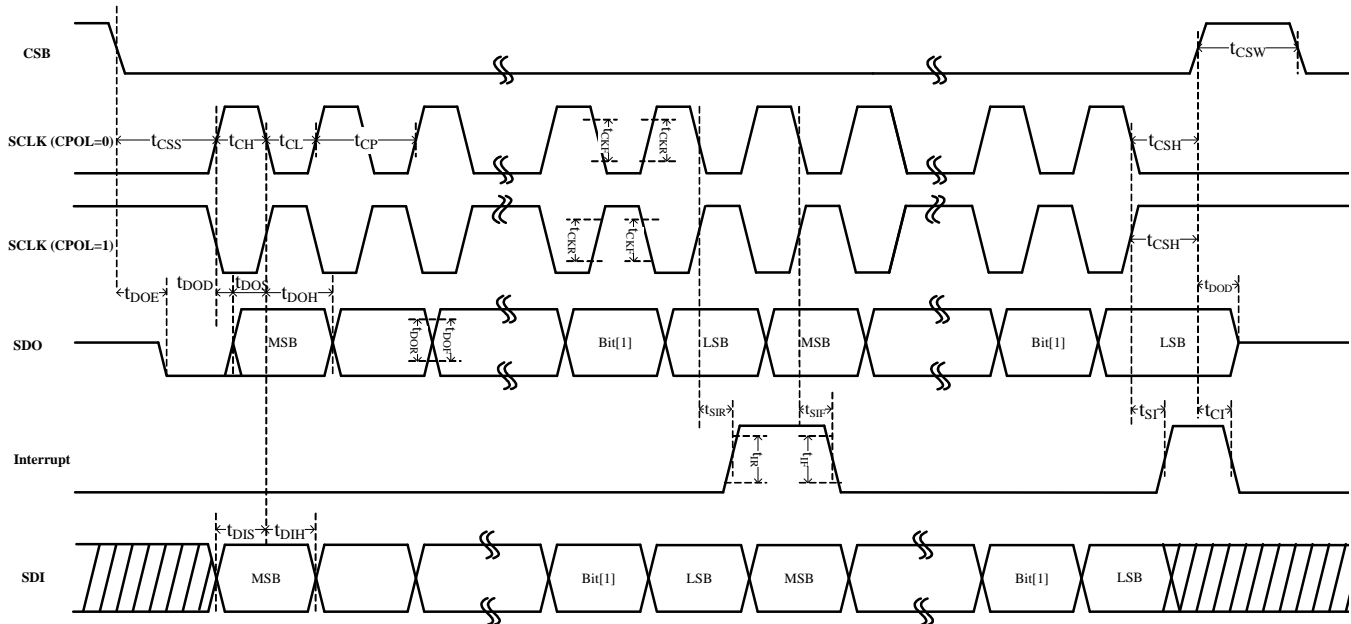 CSB
tCSW
SCLK (CPOL=0)
tCSS
tCH
tCL
tCP
tCKF
tCKR
tCSH
SCLK (CPOL=1)
tCKR
tCKF
tCSH
tDOE
tDOD
tDOS
tDOH
tDOD
SDO
MSB
tDOR
tDOF
Bit[1]
LSB
MSB
Bit[1]
LSB
tSIR
tSIF
tSI
tCI
Interrupt
tIR
tIF
tDIS
tDIH
SDI
MSB
Bit[1]
LSB
MSB
Bit[1]
LSB